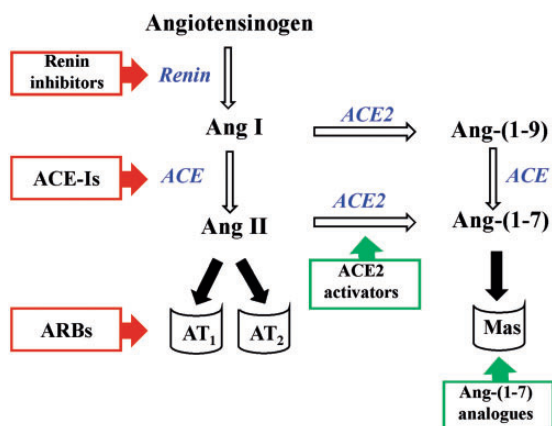 Angiotensinogen
Renin
inhibitors
Renin
Ang I
ACE2
Ang-(1-9)
ACE-Is
ACE
ACE2
ACE
Ang II
Ang-(1-7)
ACE2
activators
ARBs
AT1
AT2
Mas
Ang-(1-7)
analogues